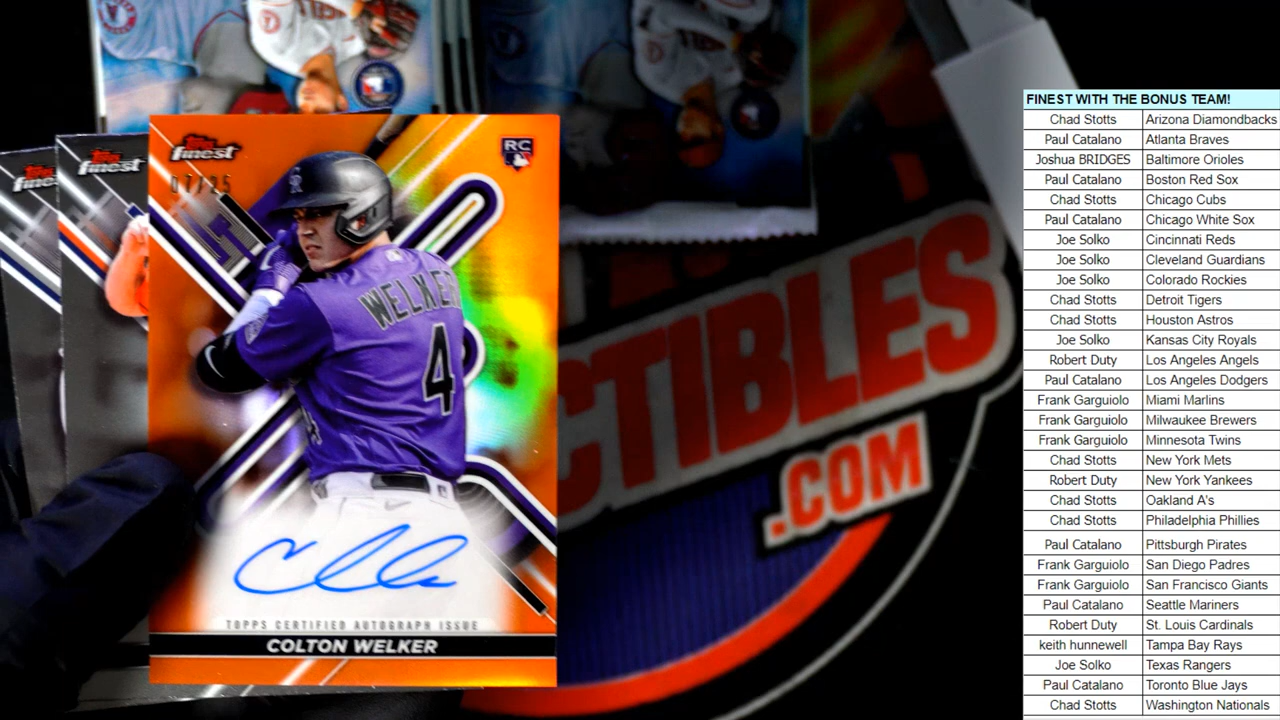 Topps
finest
Topps
finest
Topps
finest
07/25
RC
WELKER
4
TOPPS CERTIFIED AUTOGRAPH ISSUE
COLTON WELKER
CTIBLES
.COM
FINEST WITH THE BONUS TEAM!
Chad Stotts Arizona Diamondbacks
Paul Catalano Atlanta Braves
Joshua BRIDGES Baltimore Orioles
Paul Catalano Boston Red Sox
Chad Stotts Chicago Cubs
Paul Catalano Chicago White Sox
Joe Solko Cincinnati Reds
Joe Solko Cleveland Guardians
Joe Solko Colorado Rockies
Chad Stotts Detroit Tigers
Chad Stotts Houston Astros
Joe Solko Kansas City Royals
Robert Duty Los Angeles Angels
Paul Catalano Los Angeles Dodgers
Frank Garguiolo Miami Marlins
Frank Garguiolo Milwaukee Brewers
Frank Garguiolo Minnesota Twins
Chad Stotts New York Mets
Robert Duty New York Yankees
Chad Stotts Oakland A's
Chad Stotts Philadelphia Phillies
Paul Catalano Pittsburgh Pirates
Frank Garguiolo San Diego Padres
Frank Garguiolo San Francisco Giants
Paul Catalano Seattle Mariners
Robert Duty St. Louis Cardinals
keith hunnewell Tampa Bay Rays
Joe Solko Texas Rangers
Paul Catalano Toronto Blue Jays
Chad Stotts Washington Nationals